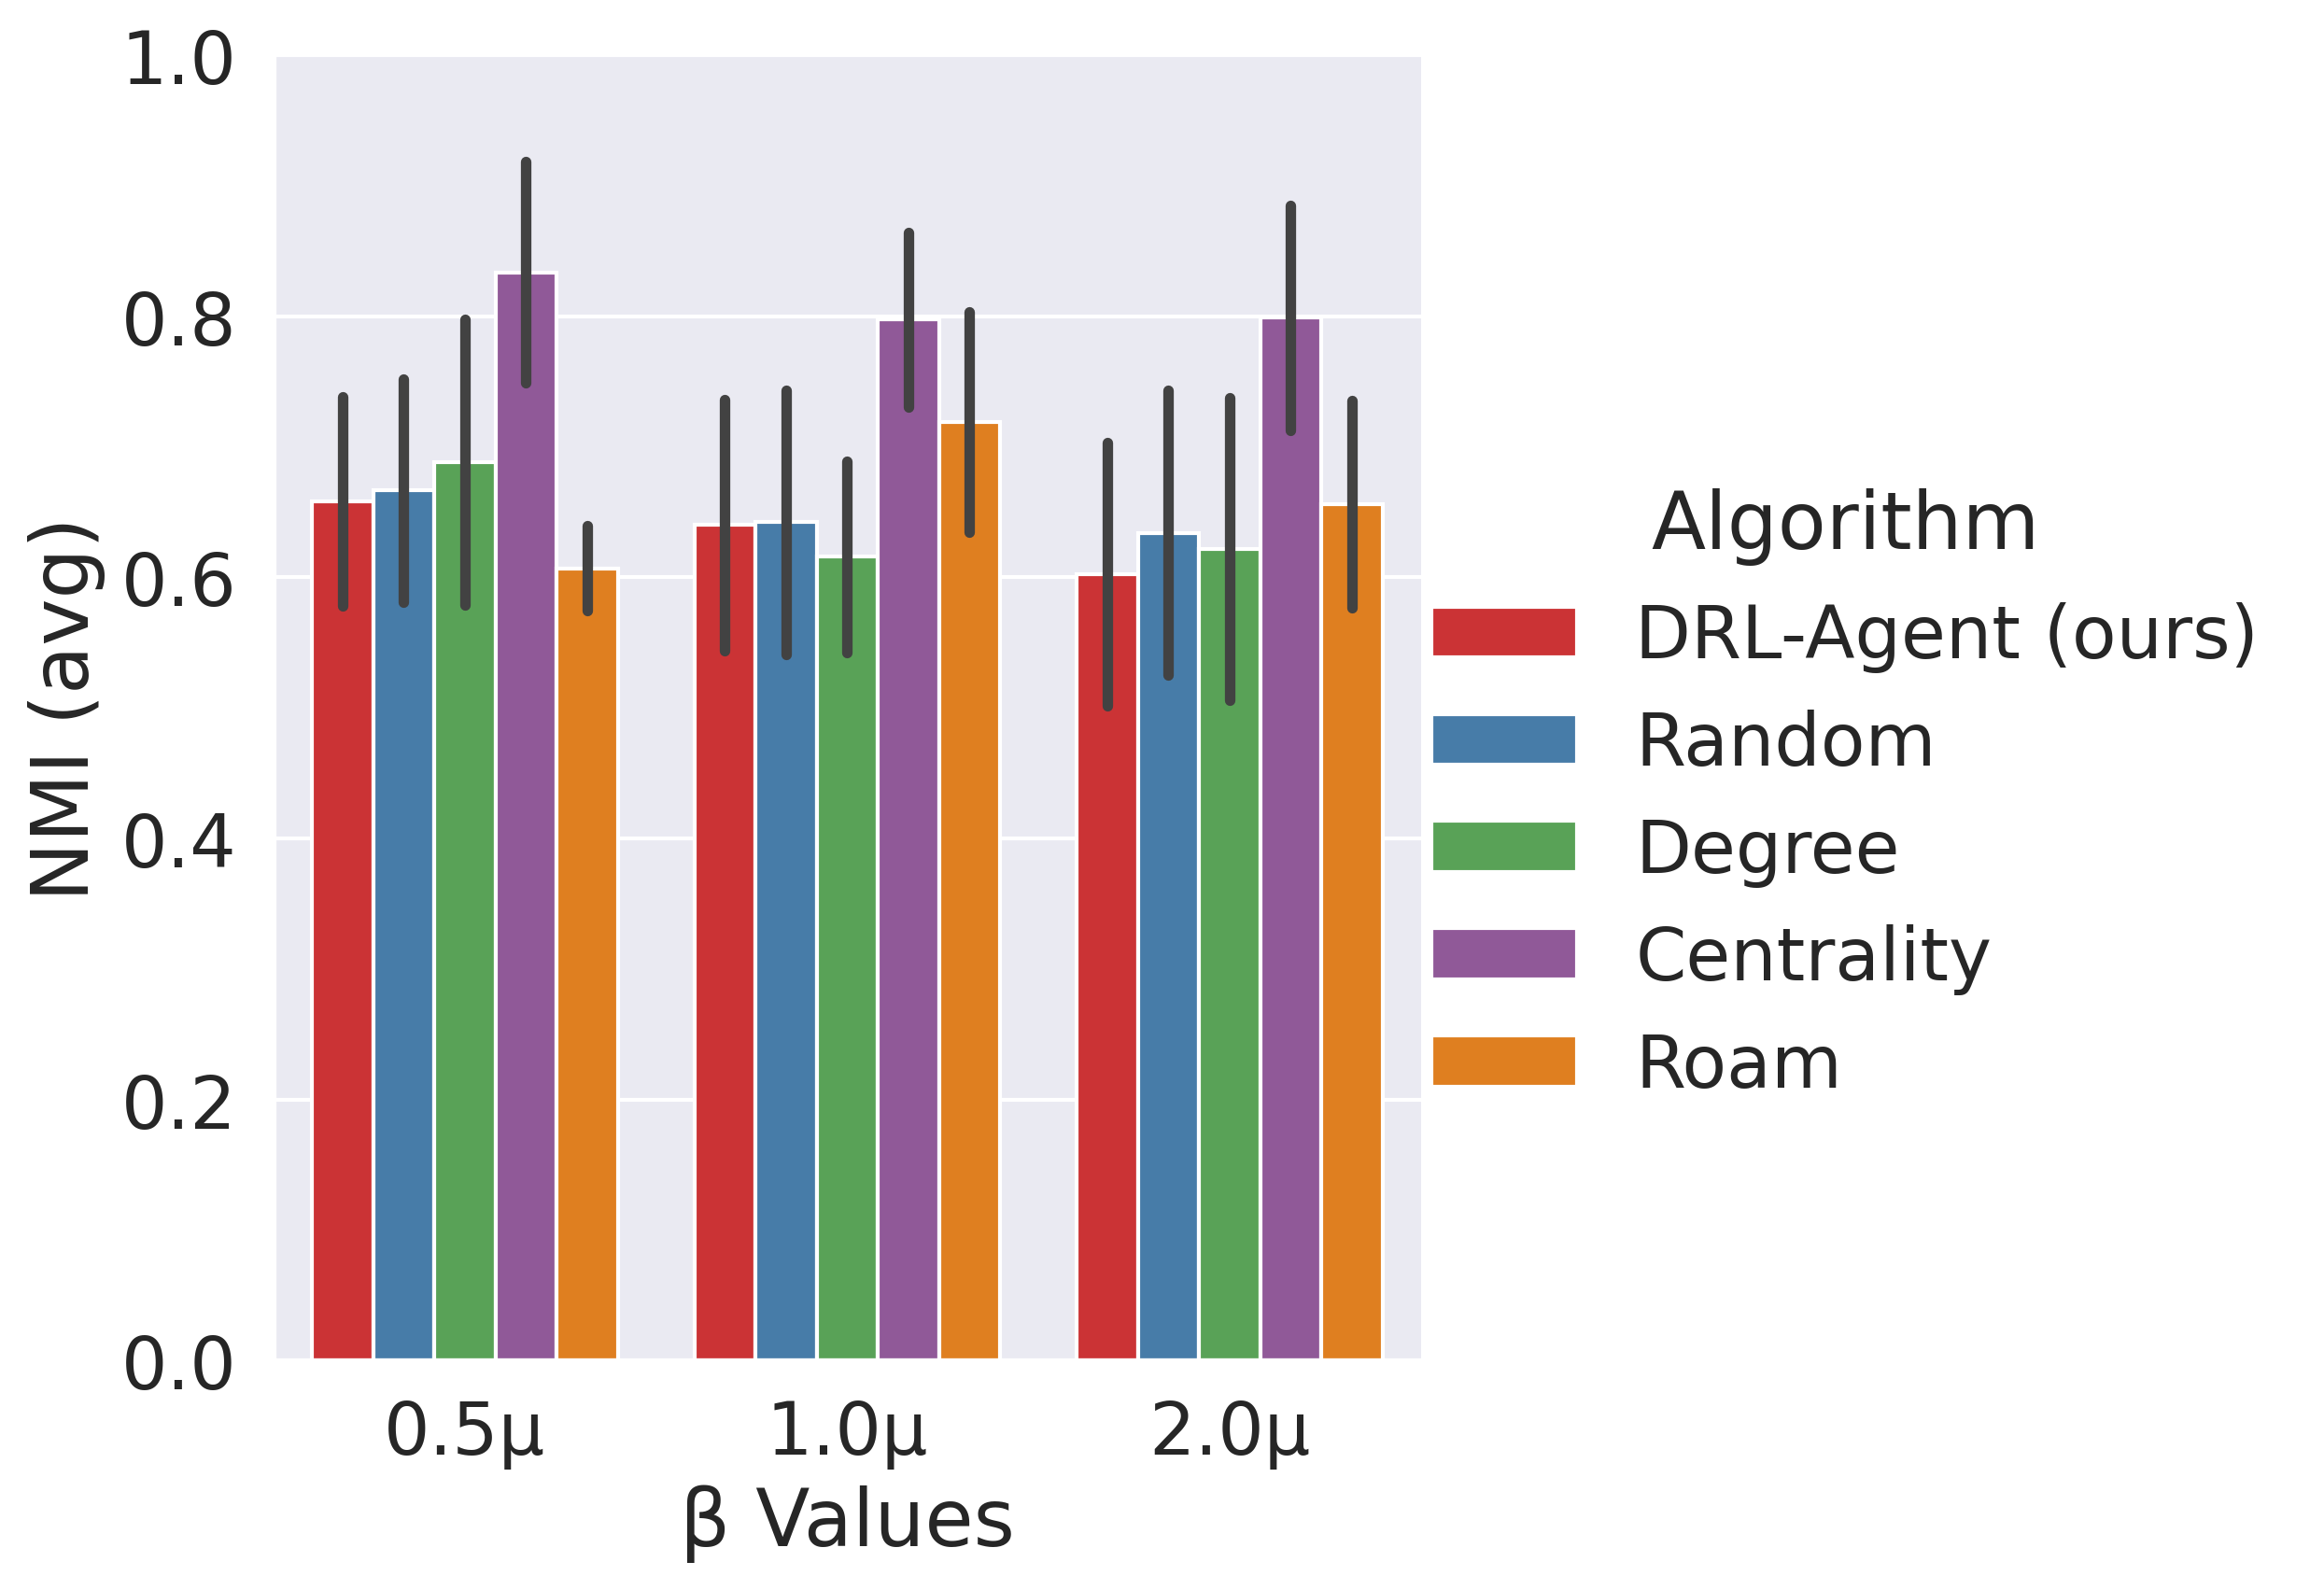 NMI (avg)
1.0
0.8
0.6
0.4
0.2
0.0
0.5µ 1.0µ 2.0µ
β Values
Algorithm
DRL-Agent (ours)
Random
Degree
Centrality
Roam